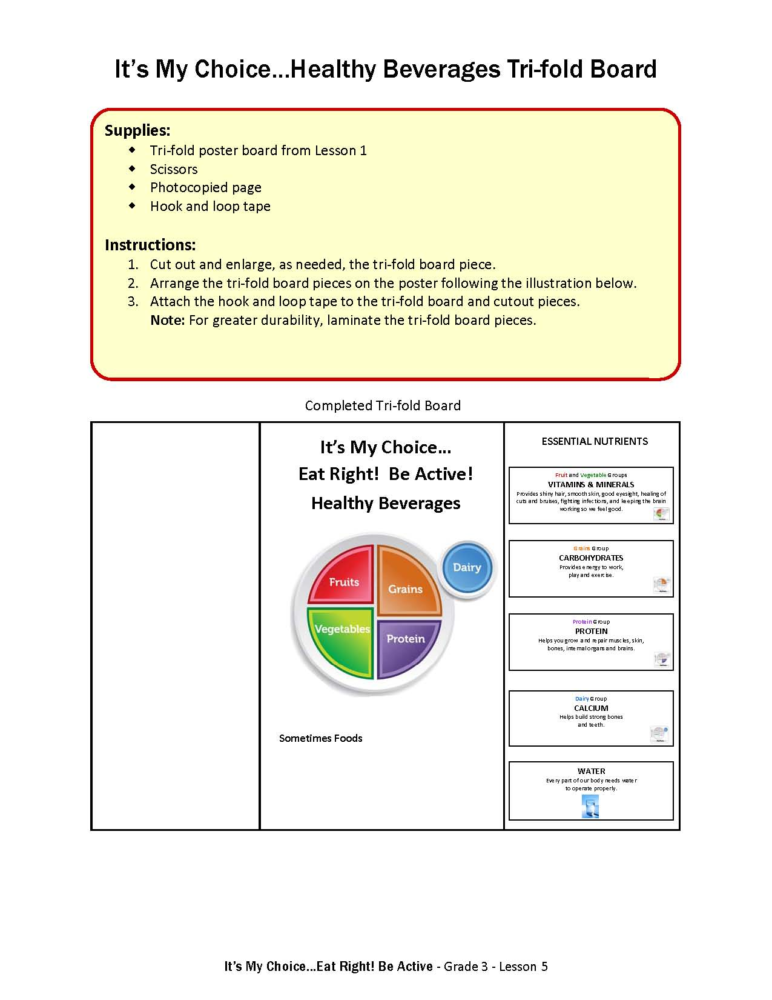 It's My Choice...Healthy Beverages Tri-fold Board
Supplies:
◆ Tri-fold poster board from Lesson 1
◆ Scissors
◆ Photocopied page
◆ Hook and loop tape
Instructions:
1. Cut out and enlarge, as needed, the tri-fold board piece.
2. Arrange the tri-fold board pieces on the poster following the illustration below.
3. Attach the hook and loop tape to the tri-fold board and cutout pieces.
Note: For greater durability, laminate the tri-fold board pieces.
Completed Tri-fold Board
It's My Choice...
Eat Right!  Be Active!
Healthy Beverages
Fruits
Grains
Dairy
Vegetables
Protein
Sometimes Foods
ESSENTIAL NUTRIENTS
Fruit and Vegetable Groups
VITAMINS & MINERALS
Provides shiny hair, smooth skin, good eyesight, healing of
cuts and bruises, fighting infections, and keeping the brain
working so we feel good.
Grains Group
CARBOHYDRATES
Provides energy to work,
play and exercise.
Protein Group
PROTEIN
Helps you grow and repair muscles, skin,
bones, internal organs and brains.
Dairy Group
CALCIUM
Helps build strong bones
and teeth.
WATER
Every part of our body needs water
to operate properly.
It's My Choice...Eat Right! Be Active - Grade 3 - Lesson 5